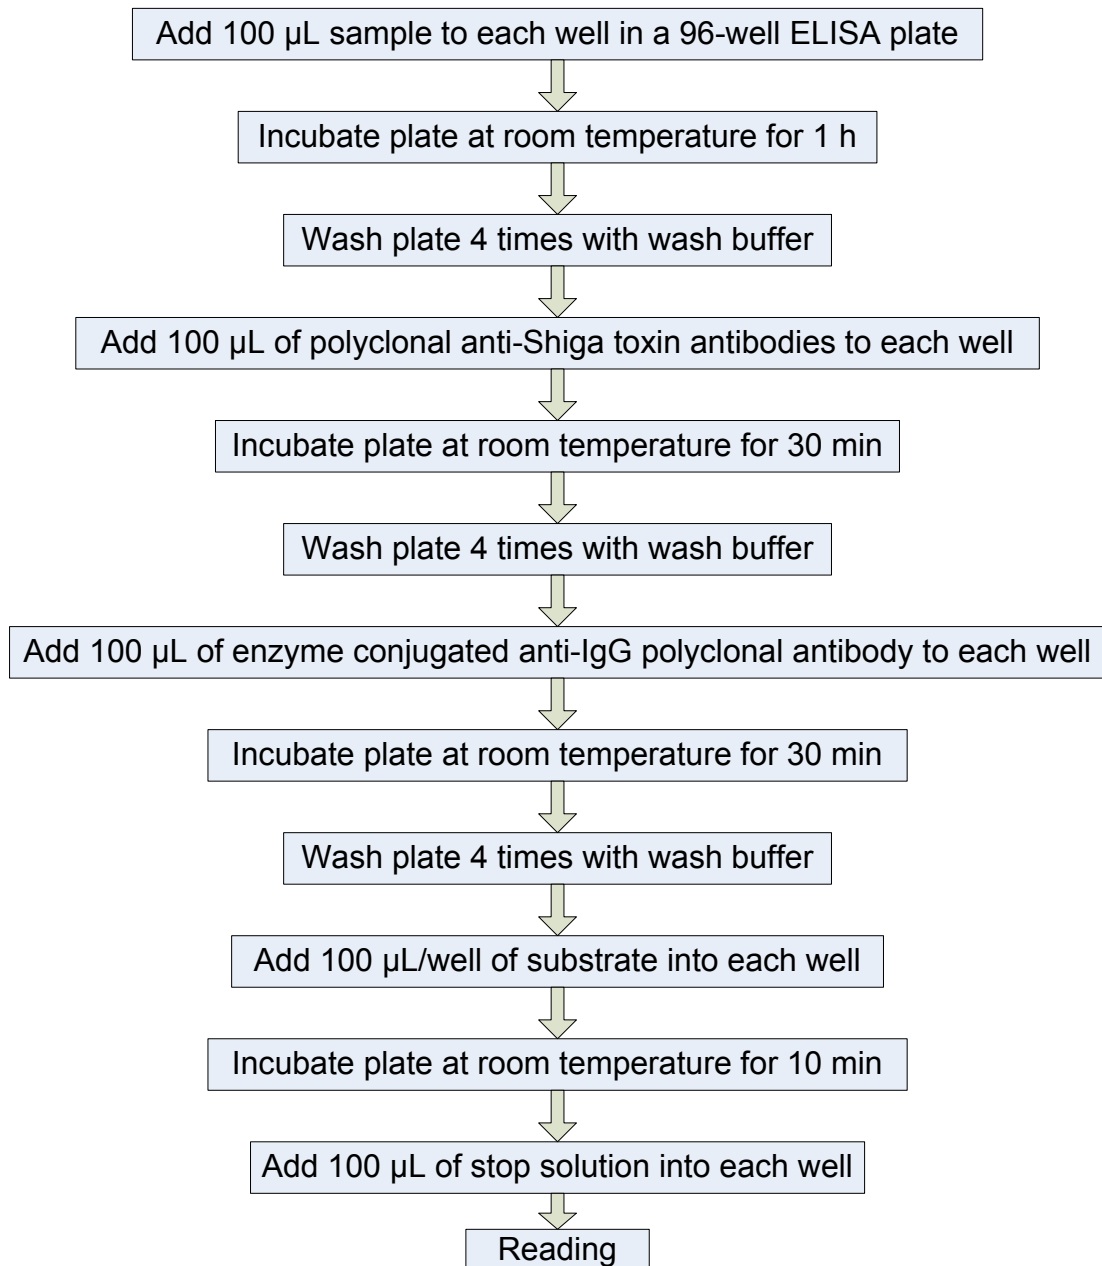 Add 100 µL sample to each well in a 96-well ELISA plate
Incubate plate at room temperature for 1 h
Wash plate 4 times with wash buffer
Add 100 µL of polyclonal anti-Shiga toxin antibodies to each well
Incubate plate at room temperature for 30 min
Wash plate 4 times with wash buffer
Add 100 µL of enzyme conjugated anti-IgG polyclonal antibody to each well
Incubate plate at room temperature for 30 min
Wash plate 4 times with wash buffer
Add 100 µL/well of substrate into each well
Incubate plate at room temperature for 10 min
Add 100 µL of stop solution into each well
Reading